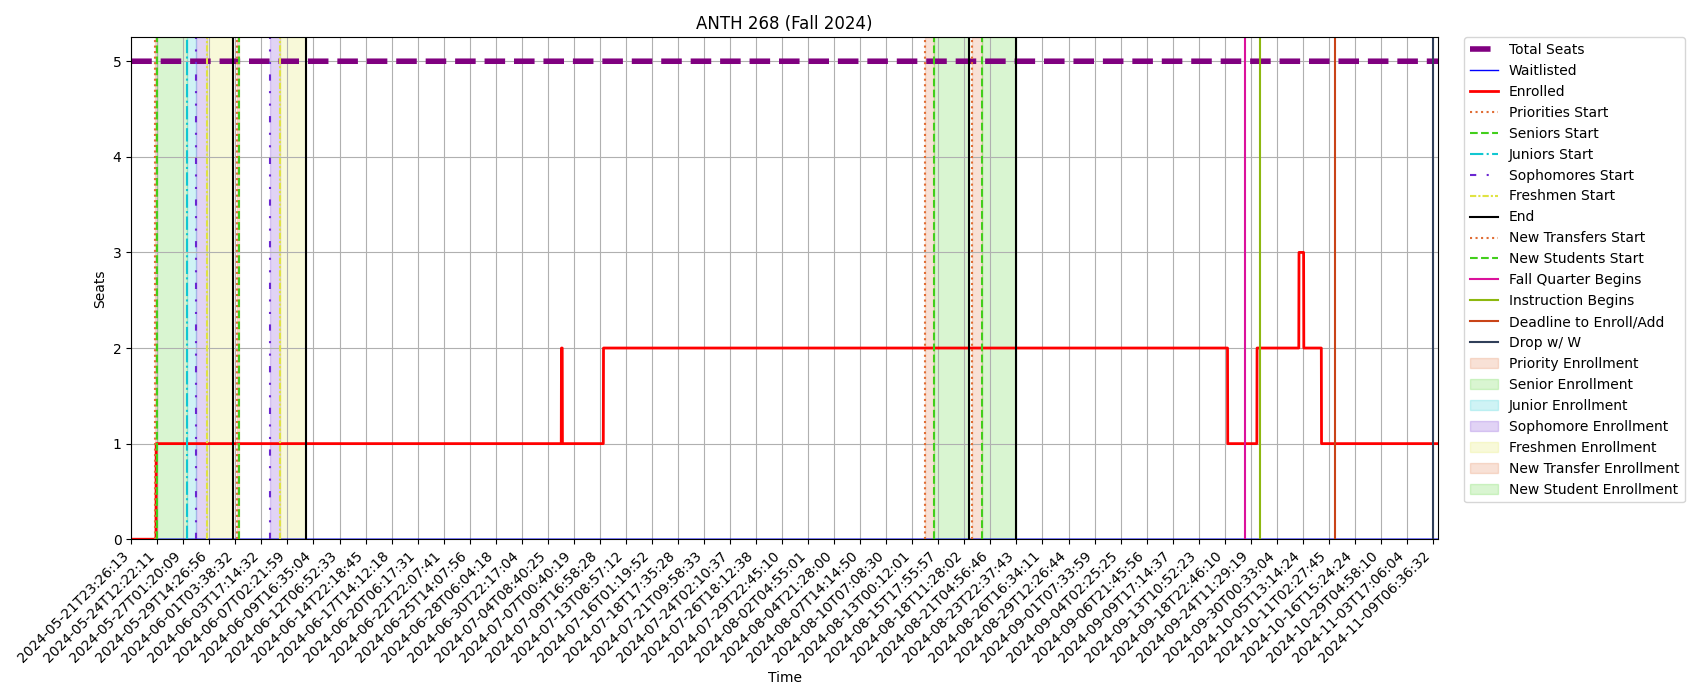 ANTH 268 (Fall 2024)
Seats
5
4
3
2
1
0
2024-05-21T23:26:13
2024-05-24T12:22:11
2024-05-27T01:20:09
2024-05-29T14:26:56
2024-06-01T03:38:32
2024-06-03T17:14:32
2024-06-07T02:21:59
2024-06-09T16:35:04
2024-06-12T06:52:33
2024-06-14T22:18:45
2024-06-17T14:12:18
2024-06-20T06:17:31
2024-06-22T22:07:41
2024-06-25T14:07:56
2024-06-28T06:04:18
2024-06-30T22:17:04
2024-07-04T08:40:25
2024-07-07T00:40:19
2024-07-09T16:58:28
2024-07-13T08:57:12
2024-07-16T01:19:52
2024-07-18T17:35:28
2024-07-21T09:58:33
2024-07-24T02:10:37
2024-07-26T18:12:38
2024-07-29T22:45:10
2024-08-02T04:55:01
2024-08-04T21:28:00
2024-08-07T14:14:50
2024-08-10T07:08:30
2024-08-13T00:12:01
2024-08-15T17:55:57
2024-08-18T11:28:02
2024-08-21T04:56:46
2024-08-23T22:37:43
2024-08-26T16:34:11
2024-08-29T12:26:44
2024-09-01T07:33:59
2024-09-04T02:25:25
2024-09-06T21:45:56
2024-09-09T17:14:37
2024-09-13T10:52:23
2024-09-18T22:46:10
2024-09-24T11:29:19
2024-09-30T00:33:04
2024-10-05T13:14:24
2024-10-11T02:27:45
2024-10-16T15:24:24
2024-10-29T04:58:10
2024-11-03T17:06:04
2024-11-09T06:36:32
Time
Total Seats
Waitlisted
Enrolled
Priorities Start
Seniors Start
Juniors Start
Sophomores Start
Freshmen Start
End
New Transfers Start
New Students Start
Fall Quarter Begins
Instruction Begins
Deadline to Enroll/Add
Drop w/ W
Priority Enrollment
Senior Enrollment
Junior Enrollment
Sophomore Enrollment
Freshmen Enrollment
New Transfer Enrollment
New Student Enrollment